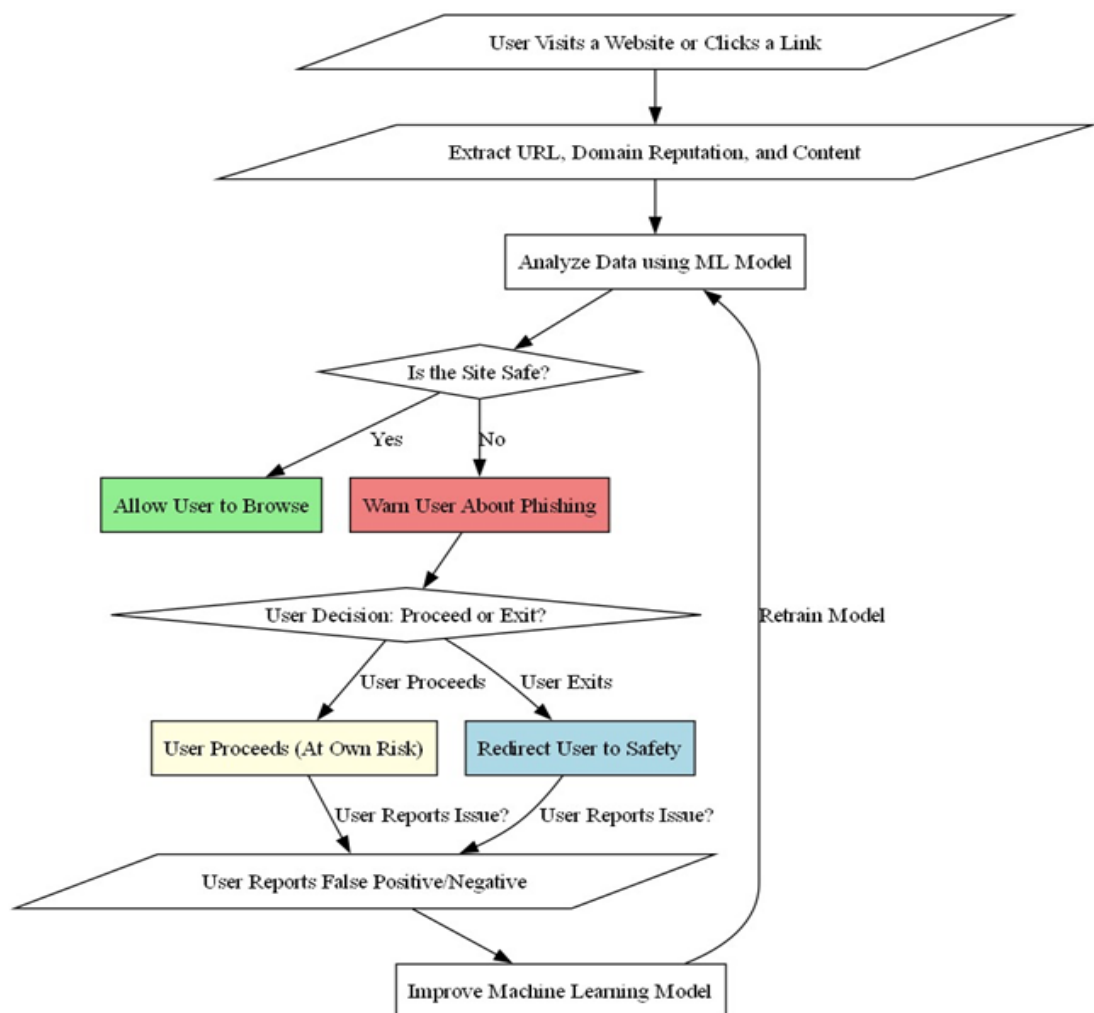 User Visits a Website or Clicks a Link
Extract URL, Domain Reputation, and Content
Analyze Data using ML Model
Is the Site Safe?
Yes
No
Allow User to Browse
Warn User About Phishing
User Decision: Proceed or Exit?
Retrain Model
User Proceeds
User Exits
User Proceeds (At Own Risk)
Redirect User to Safety
User Reports Issue?
User Reports Issue?
User Reports False Positive/Negative
Improve Machine Learning Model